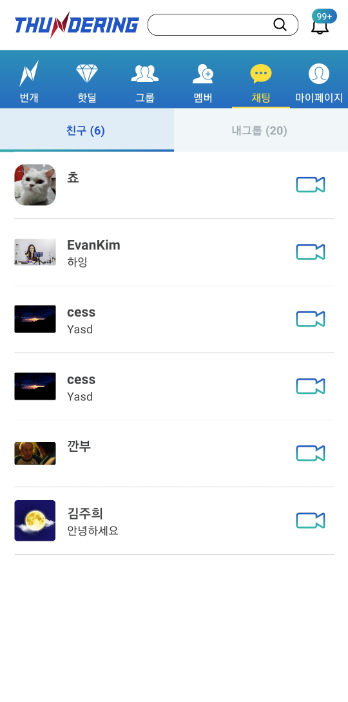 THUNDERING
99+
번개
핫딜
그룹
멤버
채팅
마이페이지
친구 (6)
내그룹 (20)
쵸
EvanKim
하잉
cess
Yasd
cess
Yasd
깐부
김주희
안녕하세요